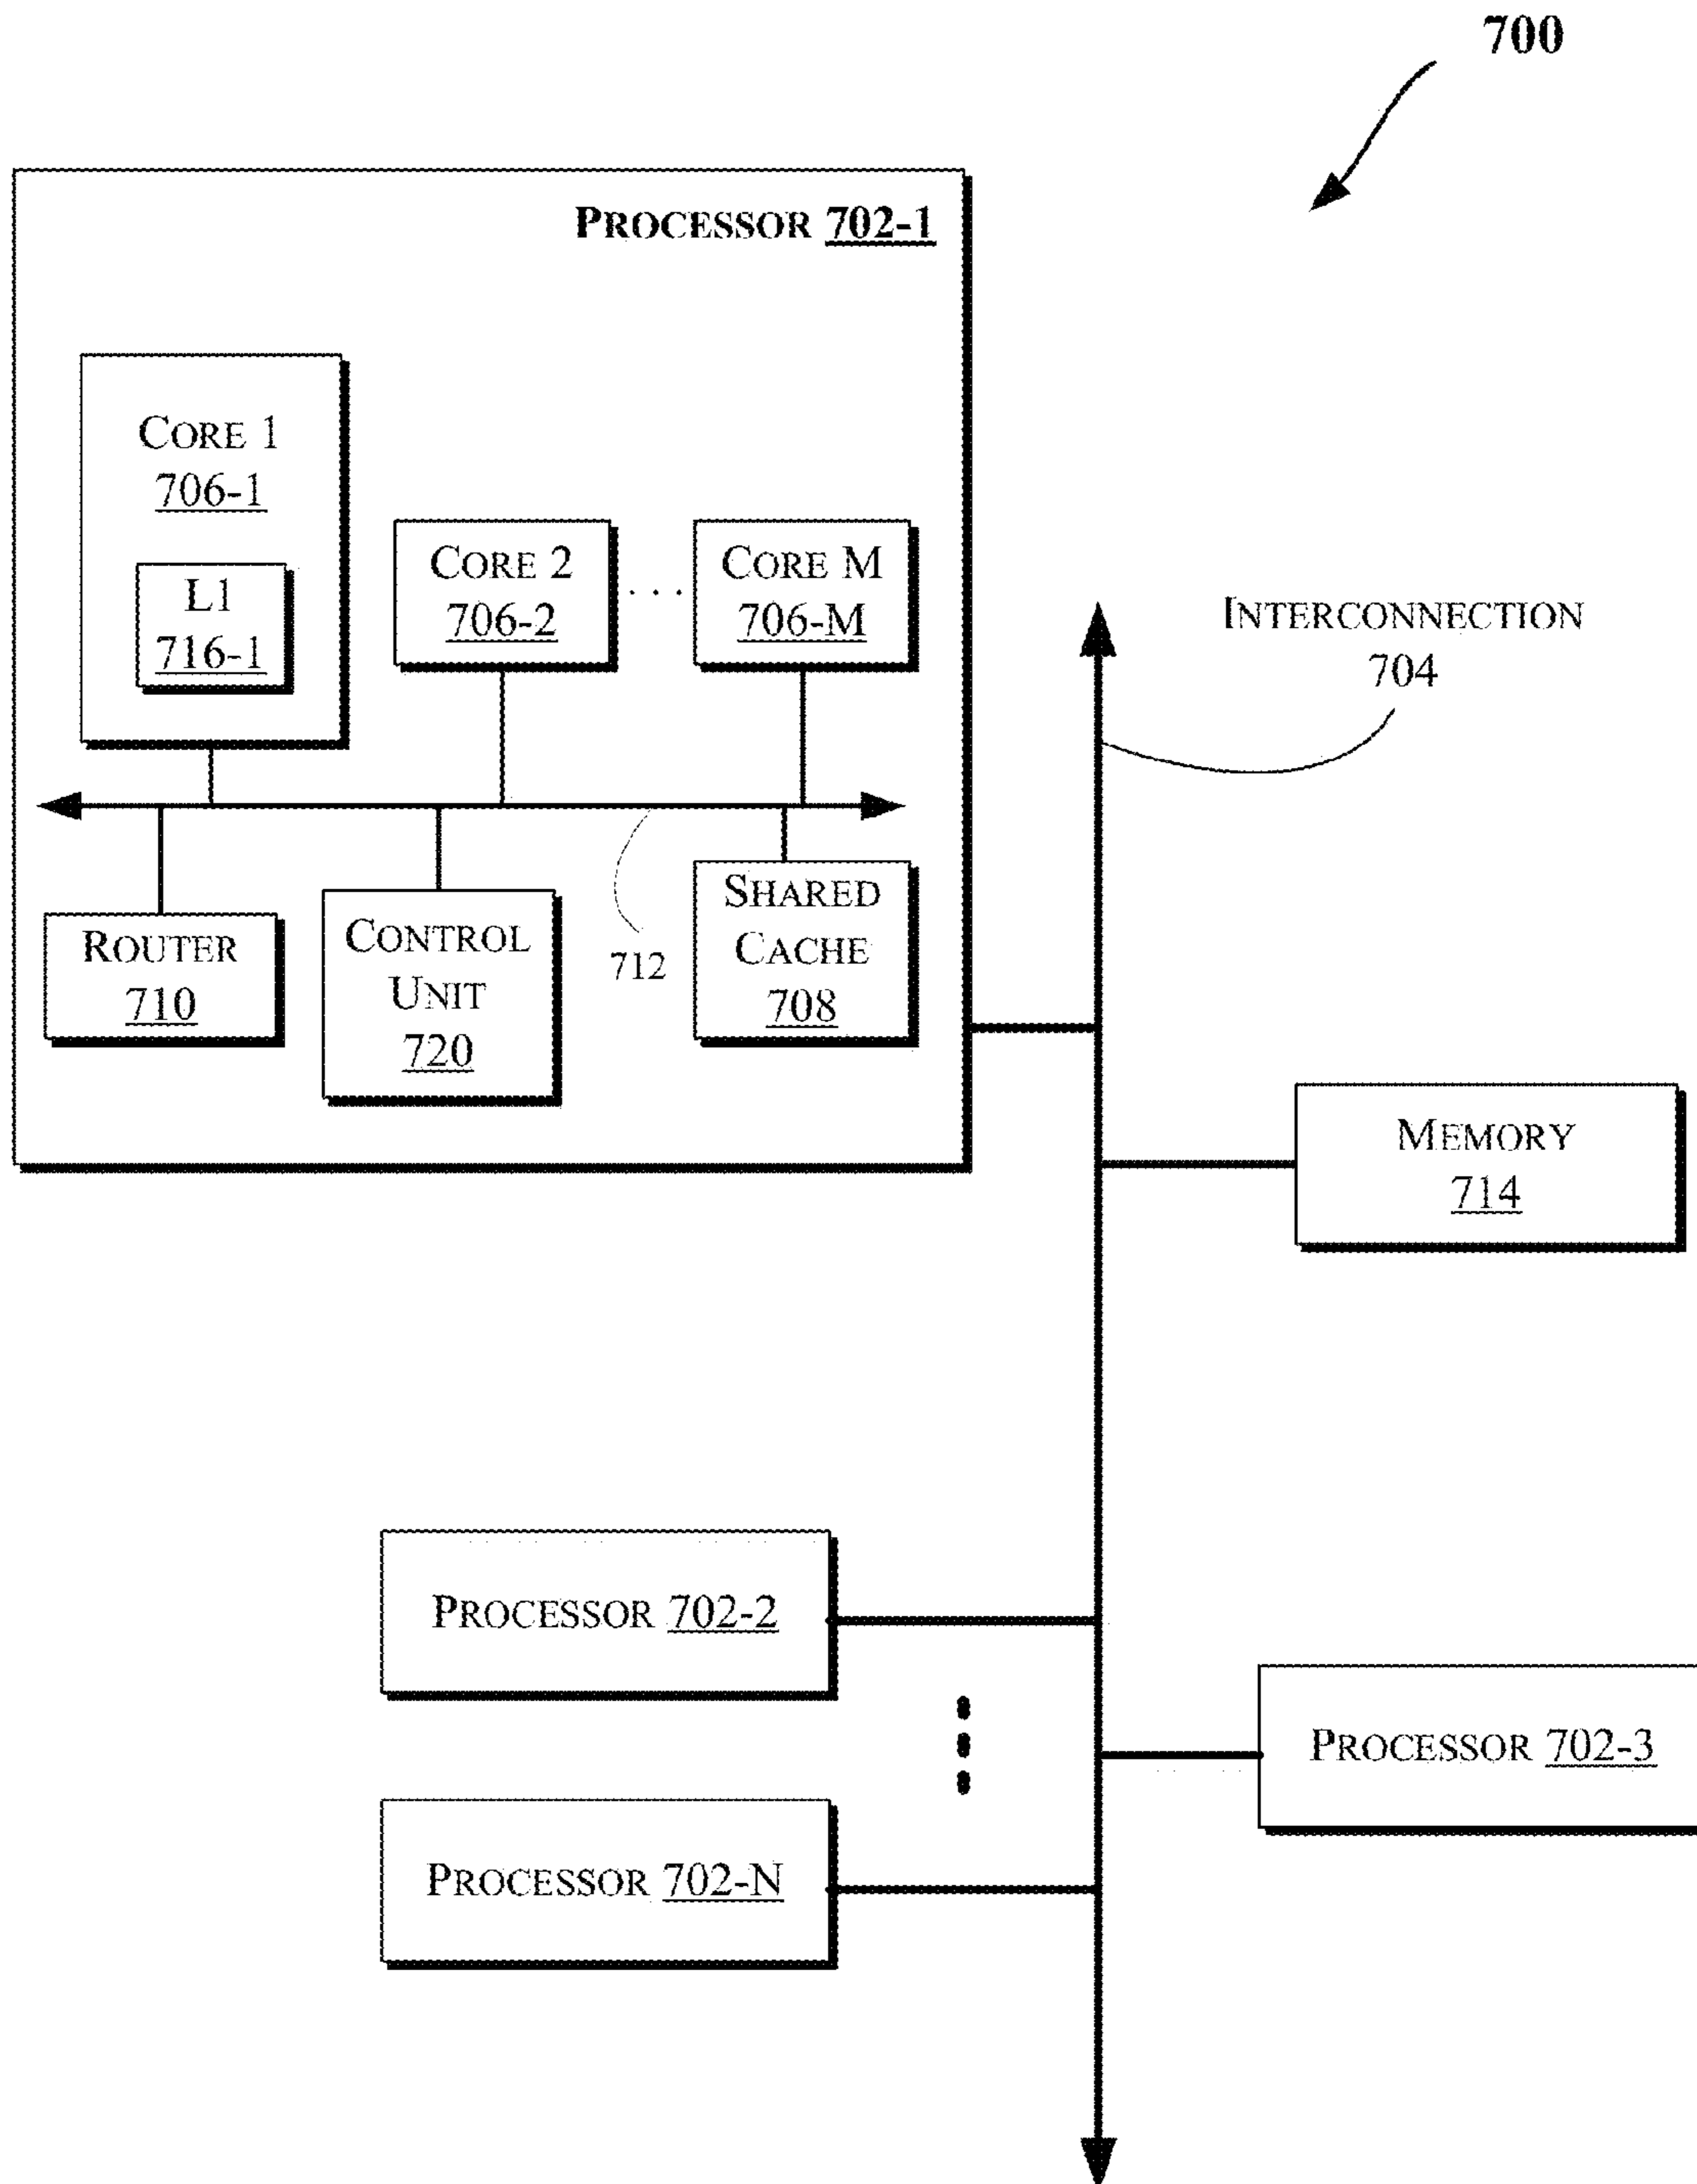 700
PROCESSOR 702-1
CORE 1
706-1
L1
716-1
CORE 2
706-2
. . .
CORE M
706-M
INTERCONNECTION
704
ROUTER
710
CONTROL
UNIT
720
712
SHARED
CACHE
708
MEMORY
714
PROCESSOR 702-2
PROCESSOR 702-3
PROCESSOR 702-N